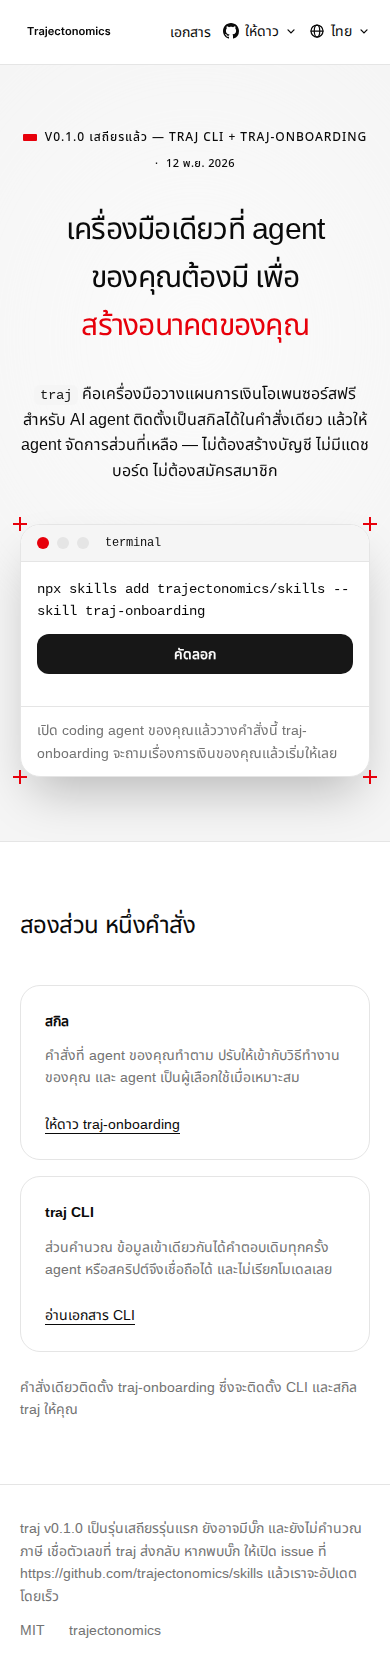 Trajectonomics
เอกสาร
ให้ดาว
ไทย
V0.1.0 เสถียรแล้ว — TRAJ CLI + TRAJ-ONBOARDING
· 12 พ.ย. 2026
เครื่องมือเดียวที่ agent
ของคุณต้องมี เพื่อ
สร้างอนาคตของคุณ
traj คือเครื่องมือวางแผนการเงินโอเพนซอร์สฟรี
สำหรับ AI agent ติดตั้งเป็นสกิลได้ในคำสั่งเดียว แล้วให้
agent จัดการส่วนที่เหลือ — ไม่ต้องสร้างบัญชี ไม่มีแดช
บอร์ด ไม่ต้องสมัครสมาชิก
terminal
npx skills add trajectonomics/skills --
skill traj-onboarding
คัดลอก
เปิด coding agent ของคุณแล้ววางคำสั่งนี้ traj-
onboarding จะถามเรื่องการเงินของคุณแล้วเริ่มให้เลย
สองส่วน หนึ่งคำสั่ง
สกิล
คำสั่งที่ agent ของคุณทำตาม ปรับให้เข้ากับวิธีทำงาน
ของคุณ และ agent เป็นผู้เลือกใช้เมื่อเหมาะสม
ให้ดาว traj-onboarding
traj CLI
ส่วนคำนวณ ข้อมูลเข้าเดียวกันได้คำตอบเดิมทุกครั้ง
agent หรือสคริปต์จึงเชื่อถือได้ และไม่เรียกโมเดลเลย
อ่านเอกสาร CLI
คำสั่งเดียวติดตั้ง traj-onboarding ซึ่งจะติดตั้ง CLI และสกิล
traj ให้คุณ
traj v0.1.0 เป็นรุ่นเสถียรรุ่นแรก ยังอาจมีบั๊ก และยังไม่คำนวณ
ภาษี เชื่อตัวเลขที่ traj ส่งกลับ หากพบบั๊ก ให้เปิด issue ที่
https://github.com/trajectonomics/skills แล้วเราจะอัปเดต
โดยเร็ว
MIT
trajectonomics